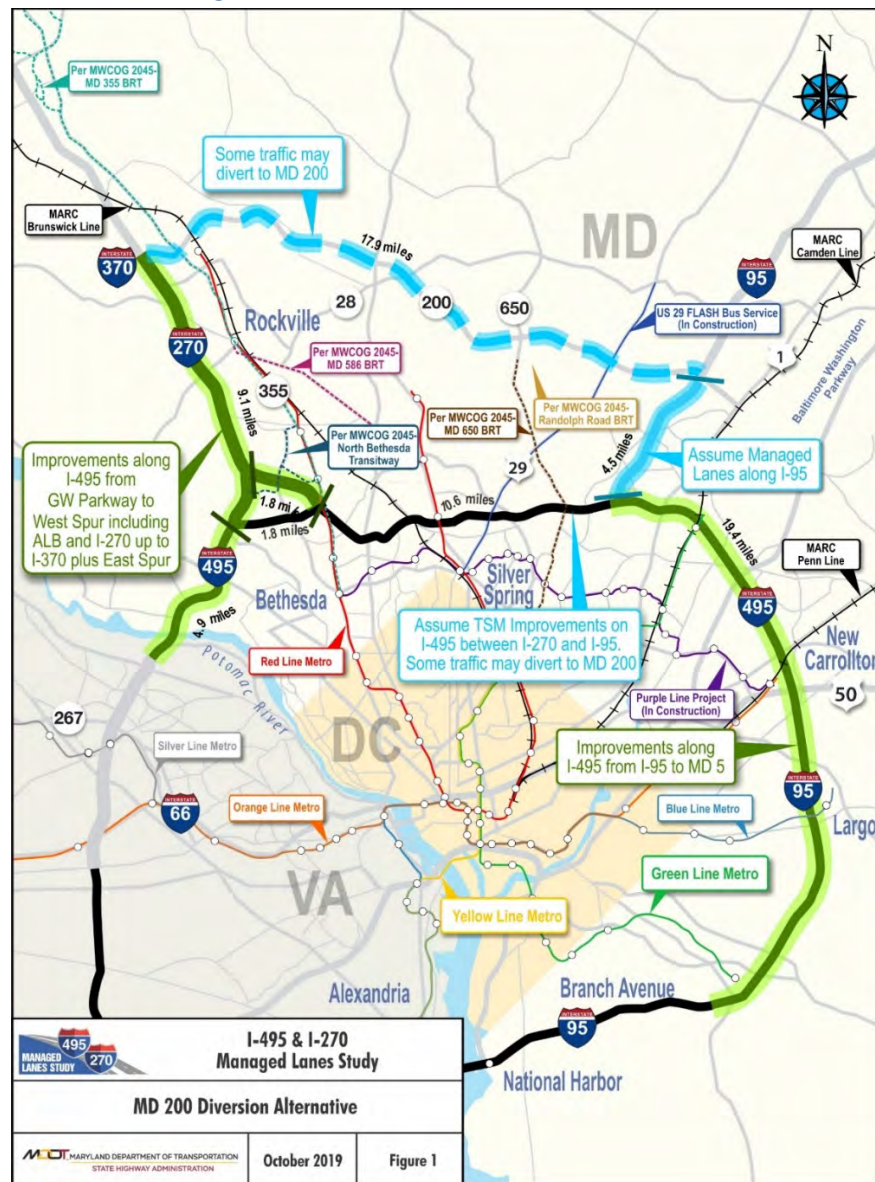 N
Per MWCOG 2045-
MD 355 BRT
Some traffic may
divert to MD 200
MARC
Brunswick Line
INTERSTATE
370
17.9 miles
MD
MARC
Camden Line
INTERSTATE
95
Rockville
28
200
650
US 29 FLASH Bus Service
(In Construction)
INTERSTATE
270
1
Baltimore Washington
Parkway
Per MWCOG 2045-
MD 586 BRT
355
9.1 miles
Per MWCOG 2045-
MD 650 BRT
Per MWCOG 2045-
Randolph Road BRT
Per MWCOG 2045-
North Bethesda
Transitway
29
4.5 miles
Assume Managed
Lanes along I-95
Improvements along
I-495 from
GW Parkway to
West Spur including
ALB and I-270 up to
I-370 plus East Spur
1.8 mi
1.8 miles
10.6 miles
19.4 miles
MARC
Penn Line
INTERSTATE
495
Bethesda
Silver
Spring
INTERSTATE
495
4.9 miles
Assume TSM Improvements on
I-495 between I-270 and I-95.
Some traffic may divert to MD 200
New
Carrollton
Potomac River
Red Line Metro
Purple Line Project
(In Construction)
50
267
DC
Silver Line Metro
Improvements along
I-495 from I-95 to MD 5
INTERSTATE
66
Orange Line Metro
Blue Line Metro
INTERSTATE
95
Largo
VA
Green Line Metro
Yellow Line Metro
Alexandria
Branch Avenue
INTERSTATE
95
National Harbor
INTERSTATE
495
INTERSTATE
270
MANAGED
LANES STUDY
I-495 & I-270
Managed Lanes Study
MD 200 Diversion Alternative
MDOT MARYLAND DEPARTMENT OF TRANSPORTATION
STATE HIGHWAY ADMINISTRATION
October 2019
Figure 1